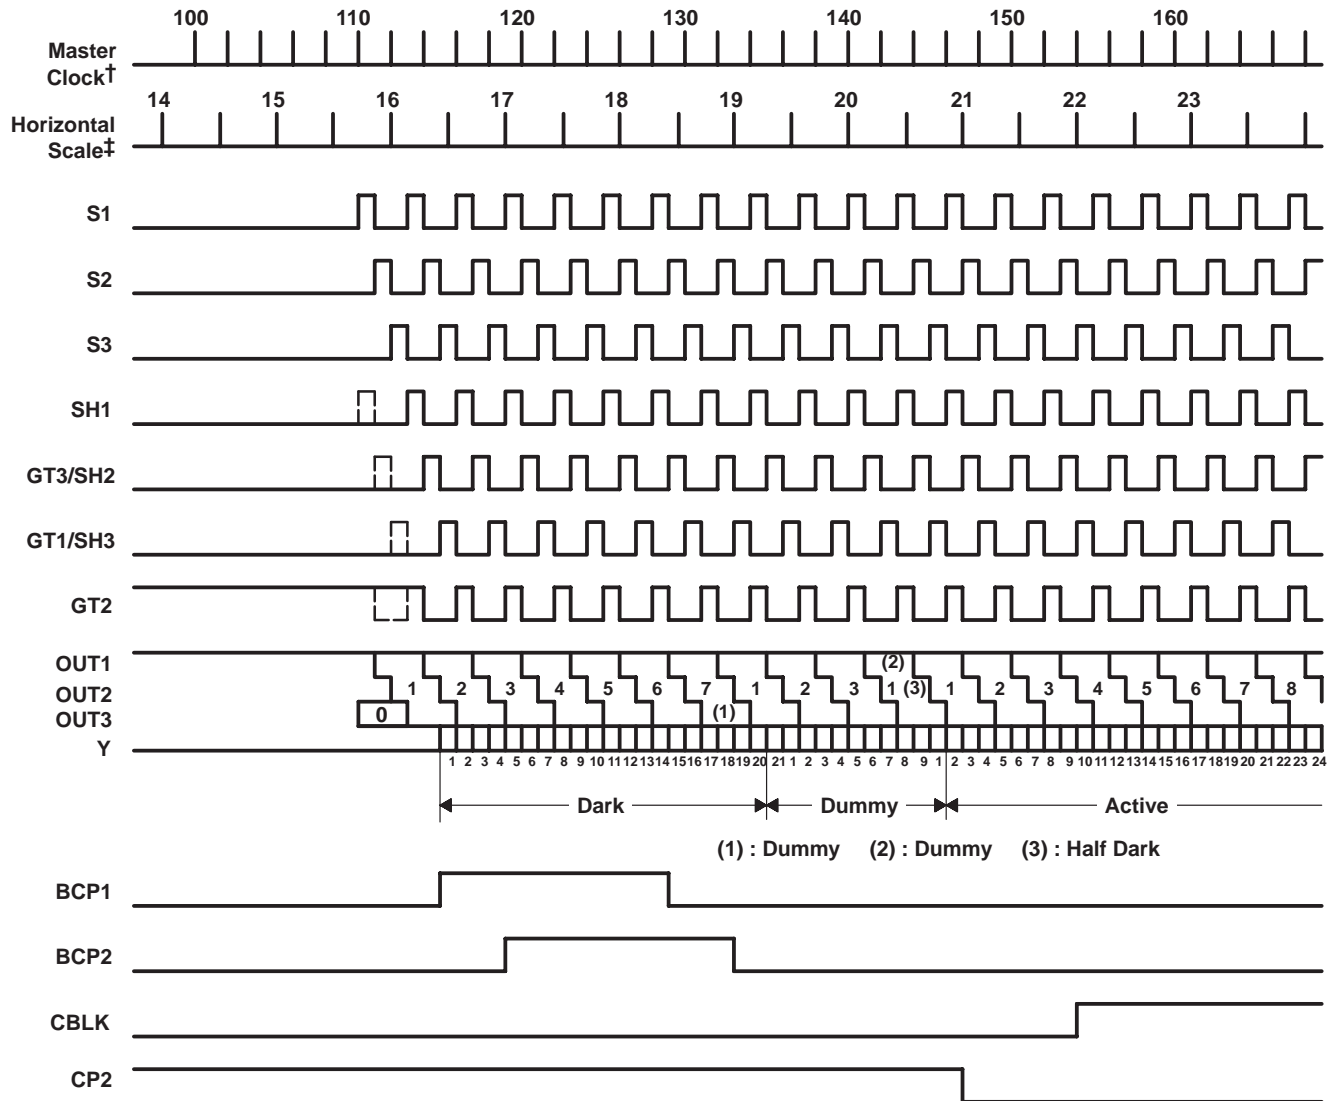 100 110 120 130 140 150 160
Master
Clock†
14 15 16 17 18 19 20 21 22 23
Horizontal
Scale‡
S1
S2
S3
SH1
GT3/SH2
GT1/SH3
GT2
OUT1 (2)
OUT2 1 2 3 4 5 6 7 1 2 3 1 (3) 1 2 3 4 5 6 7 8
OUT3 0 (1)
Y
1 2 3 4 5 6 7 8 9 10 11 12 13 14 15 16 17 18 19 20 21 1 2 3 4 5 6 7 8 9 1 2 3 4 5 6 7 8 9 10 11 12 13 14 15 16 17 18 19 20 21 22 23 24
Dark Dummy Active
(1) : Dummy (2) : Dummy (3) : Half Dark
BCP1
BCP2
CBLK
CP2